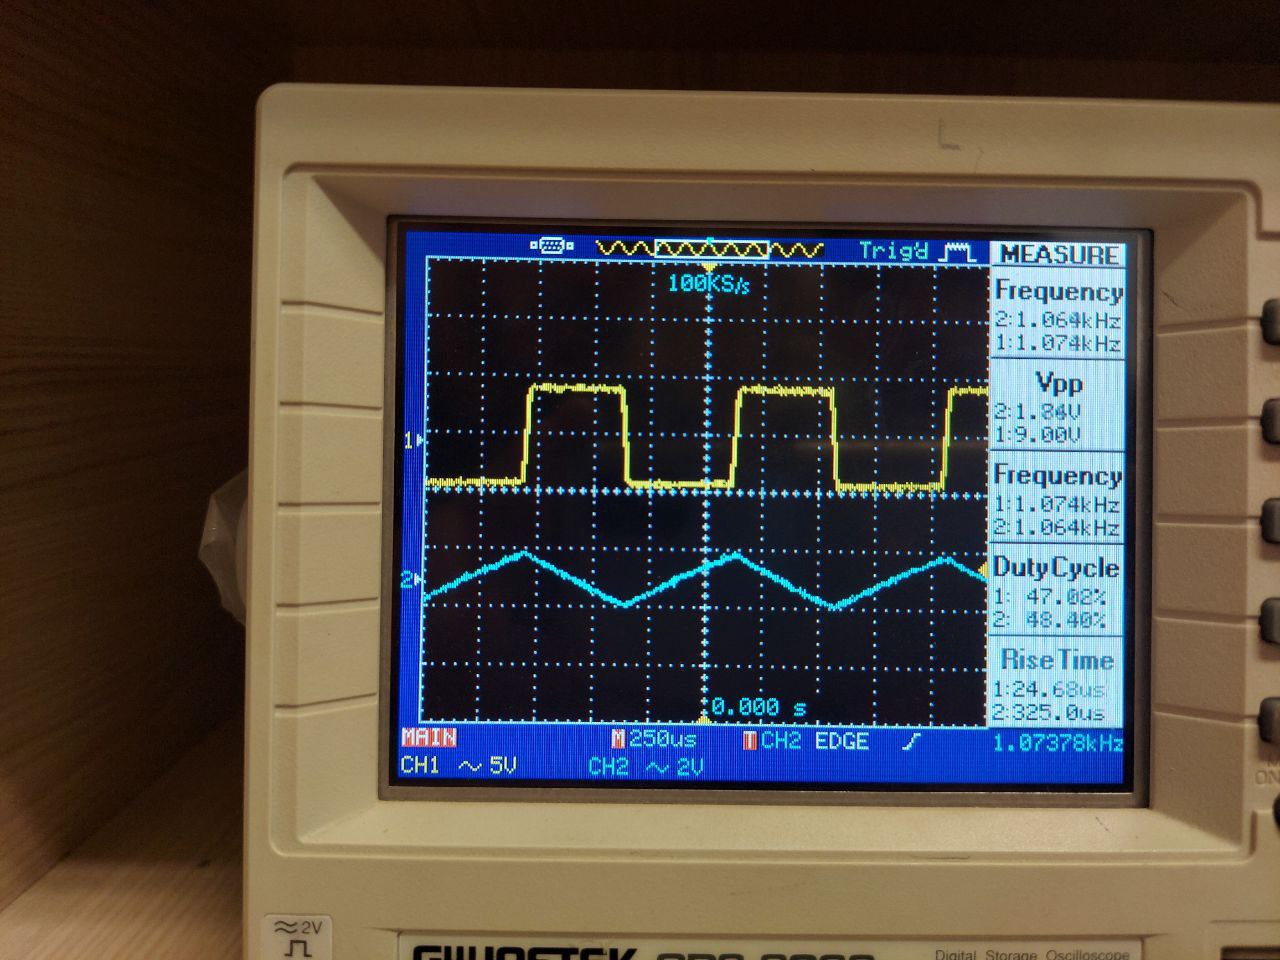 Trig'd
MEASURE
100KS/s
Frequency
2:1.064kHz
1:1.074kHz
Vpp
2:1.84V
1:9.00V
1
Frequency
1:1.074kHz
2:1.064kHz
2
DutyCycle
1: 47.02%
2: 48.40%
RiseTime
1:24.68us
2:325.0us
0.000 s
MAIN
M 250us
T CH2 EDGE
1.07378kHz
CH1 ~ 5V
CH2 ~ 2V
≈2V
Digital Storage Oscilloscope